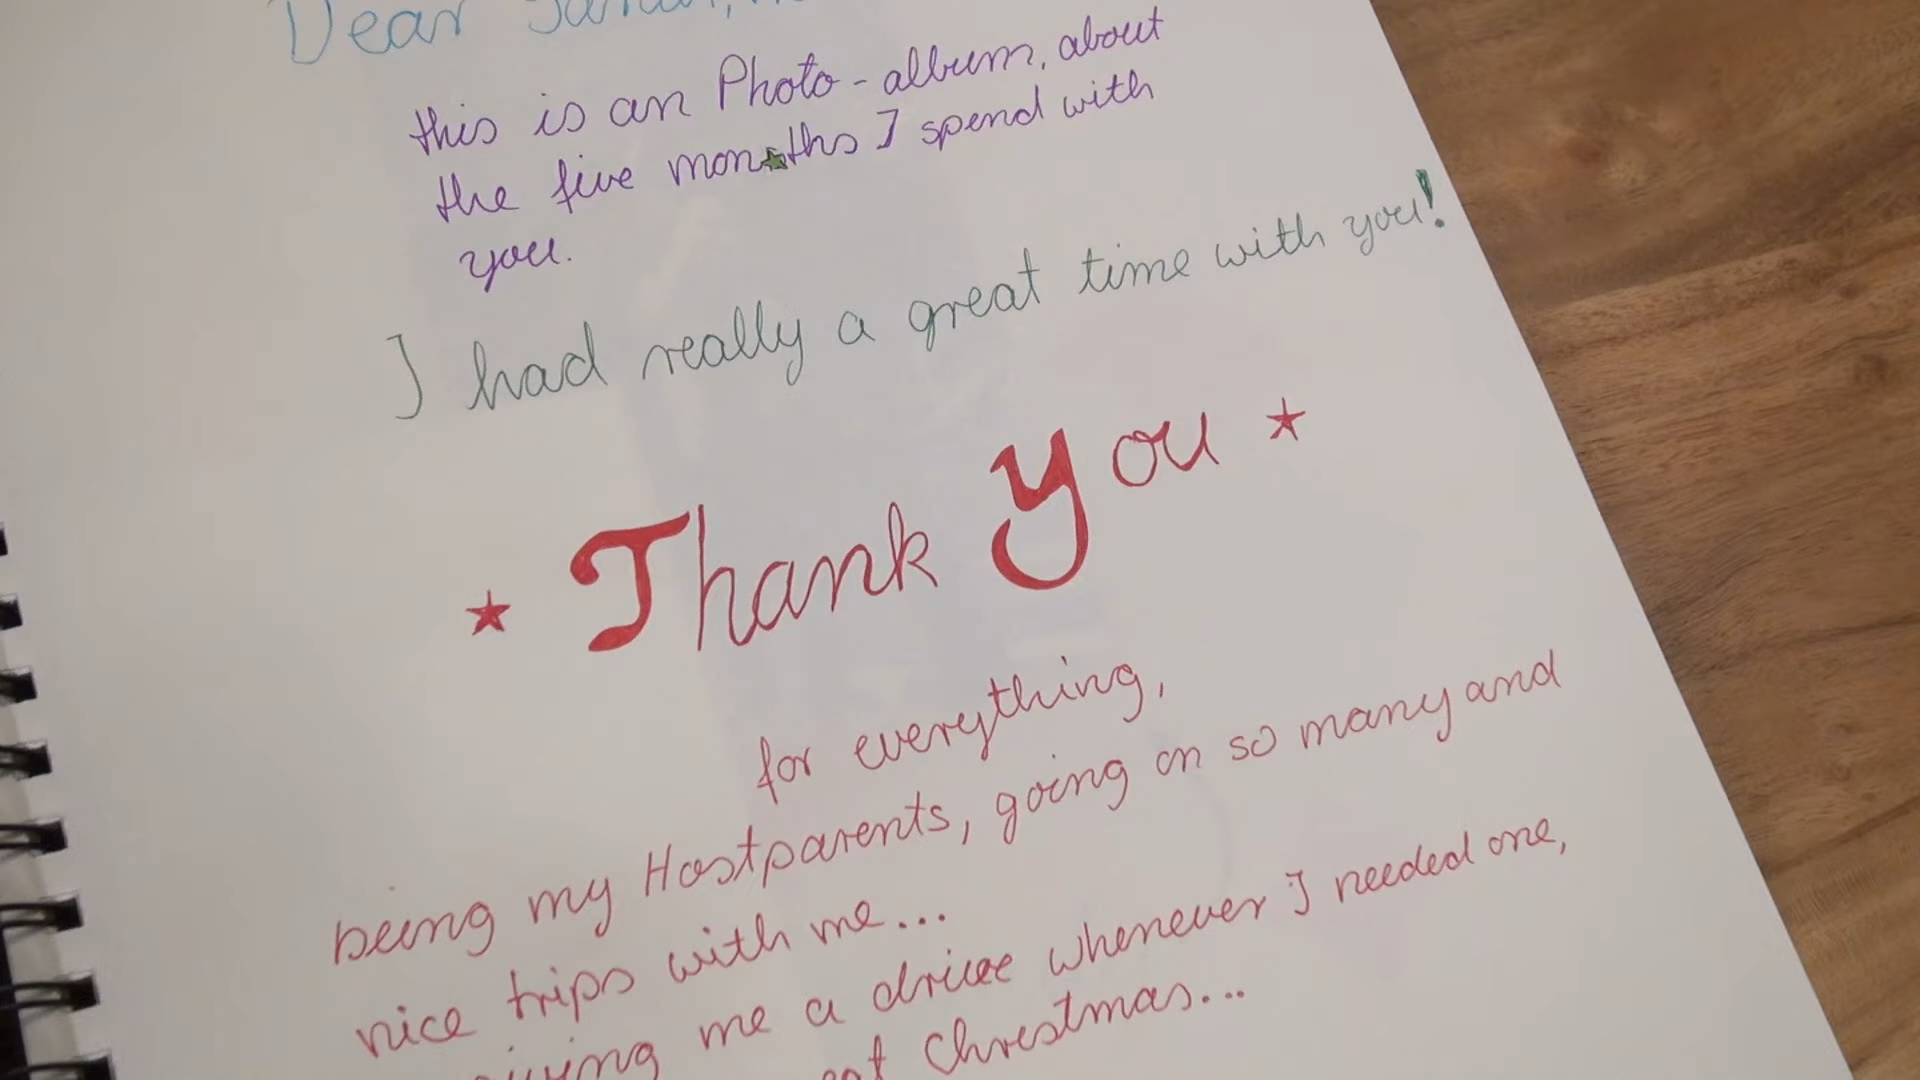 Dear
this is an Photo - album, about
the five months I spend with
you.
I had really a great time with you!
Thank You
for everything,
being my Hostparents, going on so many and
nice trips with me...
giving me a drive whenever I needed one,
Christmas...